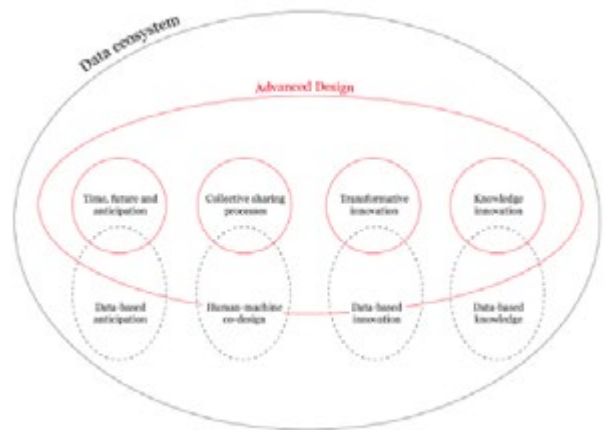 Data ecosystem
Advanced Design
Time, future and
anticipation
Collective sharing
processes
Transformative
innovation
Knowledge
innovation
Data-based
anticipation
Human-machine
co-design
Data-based
innovation
Data-based
knowledge